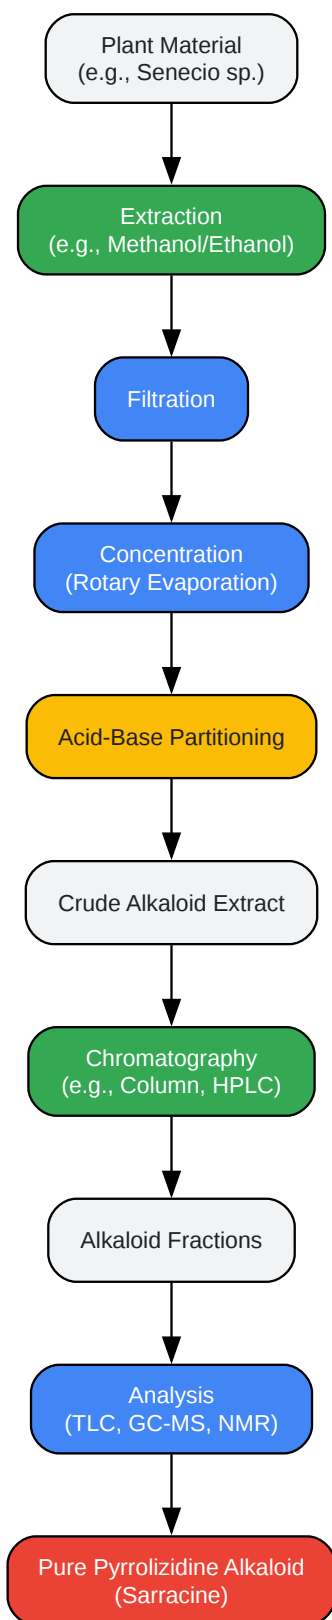 Plant Material
(e.g., Senecio sp.)
Extraction
(e.g., Methanol/Ethanol)
Filtration
Concentration
(Rotary Evaporation)
Acid-Base Partitioning
Crude Alkaloid Extract
Chromatography
(e.g., Column, HPLC)
Alkaloid Fractions
Analysis
(TLC, GC-MS, NMR)
Pure Pyrrolizidine Alkaloid
(Sarracine)